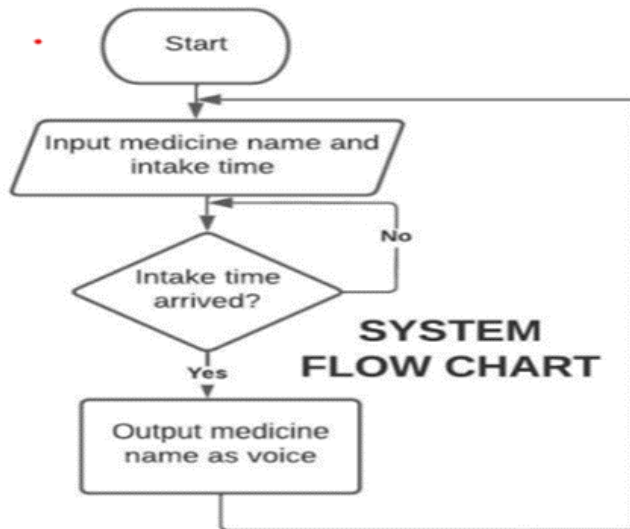 Start
Input medicine name and
intake time
No
Intake time
arrived?
SYSTEM
FLOW CHART
Yes
Output medicine
name as voice